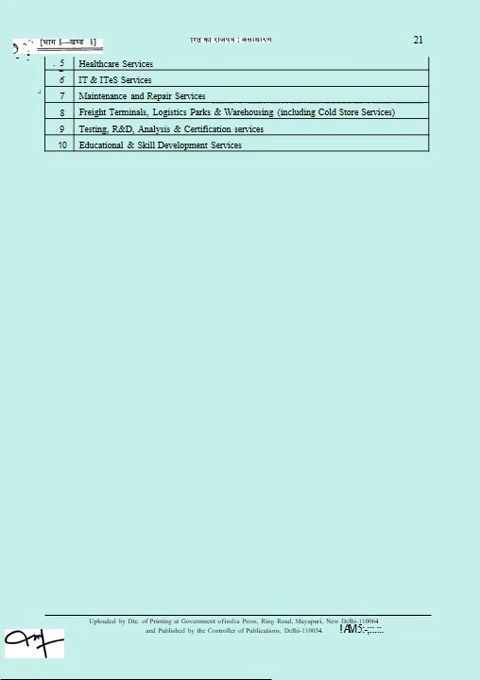 [भाग I—खण्ड 1]
का राजपत्र : असाधारण
21
5 Healthcare Services
6 IT & ITeS Services
7 Maintenance and Repair Services
8 Freight Terminals, Logistics Parks & Warehousing (including Cold Store Services)
9 Testing, R&D, Analysis & Certification services
10 Educational & Skill Development Services
Uploaded by Dte. of Printing at Government of india Press, Ring Road, Mayapuri, New Delhi-110064
and Published by the Controller of Publications, Delhi-110054.